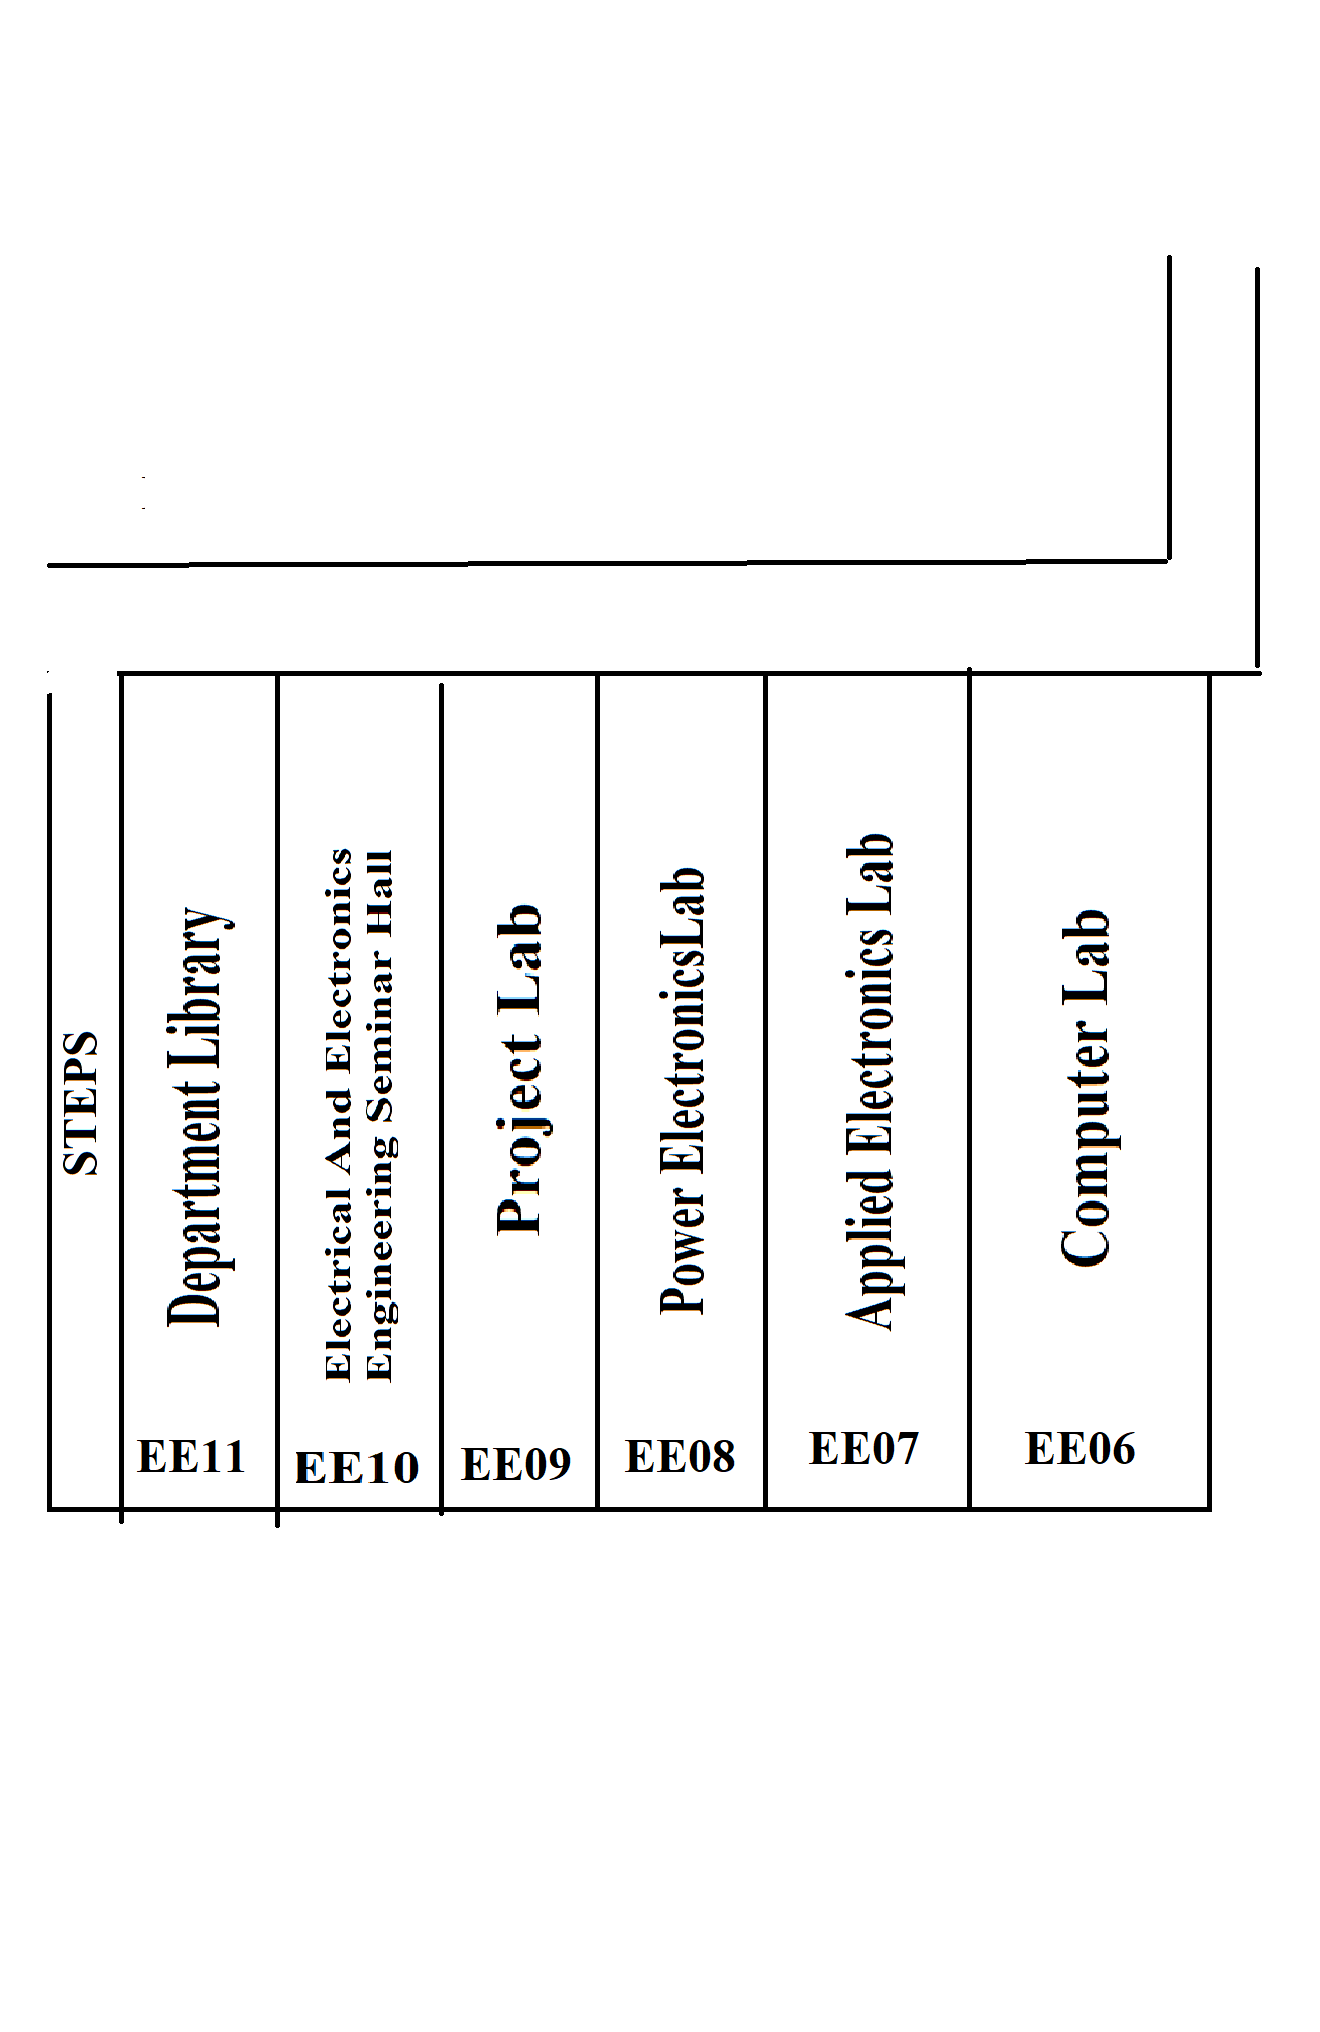 STEPS
Department Library
EE11
Electrical And Electronics
Engineering Seminar Hall
EE10
Project Lab
EE09
Power ElectronicsLab
EE08
Applied Electronics Lab
EE07
Computer Lab
EE06